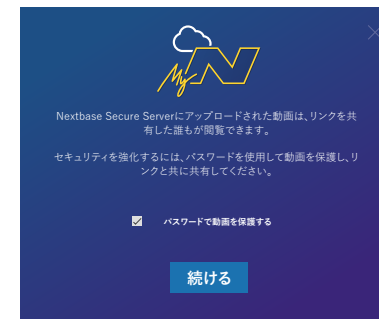 My N
Nextbase Secure Serverにアップロードされた動画は、リンクを共
有した誰もが閲覧できます。
セキュリティを強化するには、パスワードを使用して動画を保護し、リ
ンクと共に共有してください。
パスワードで動画を保護する
続ける